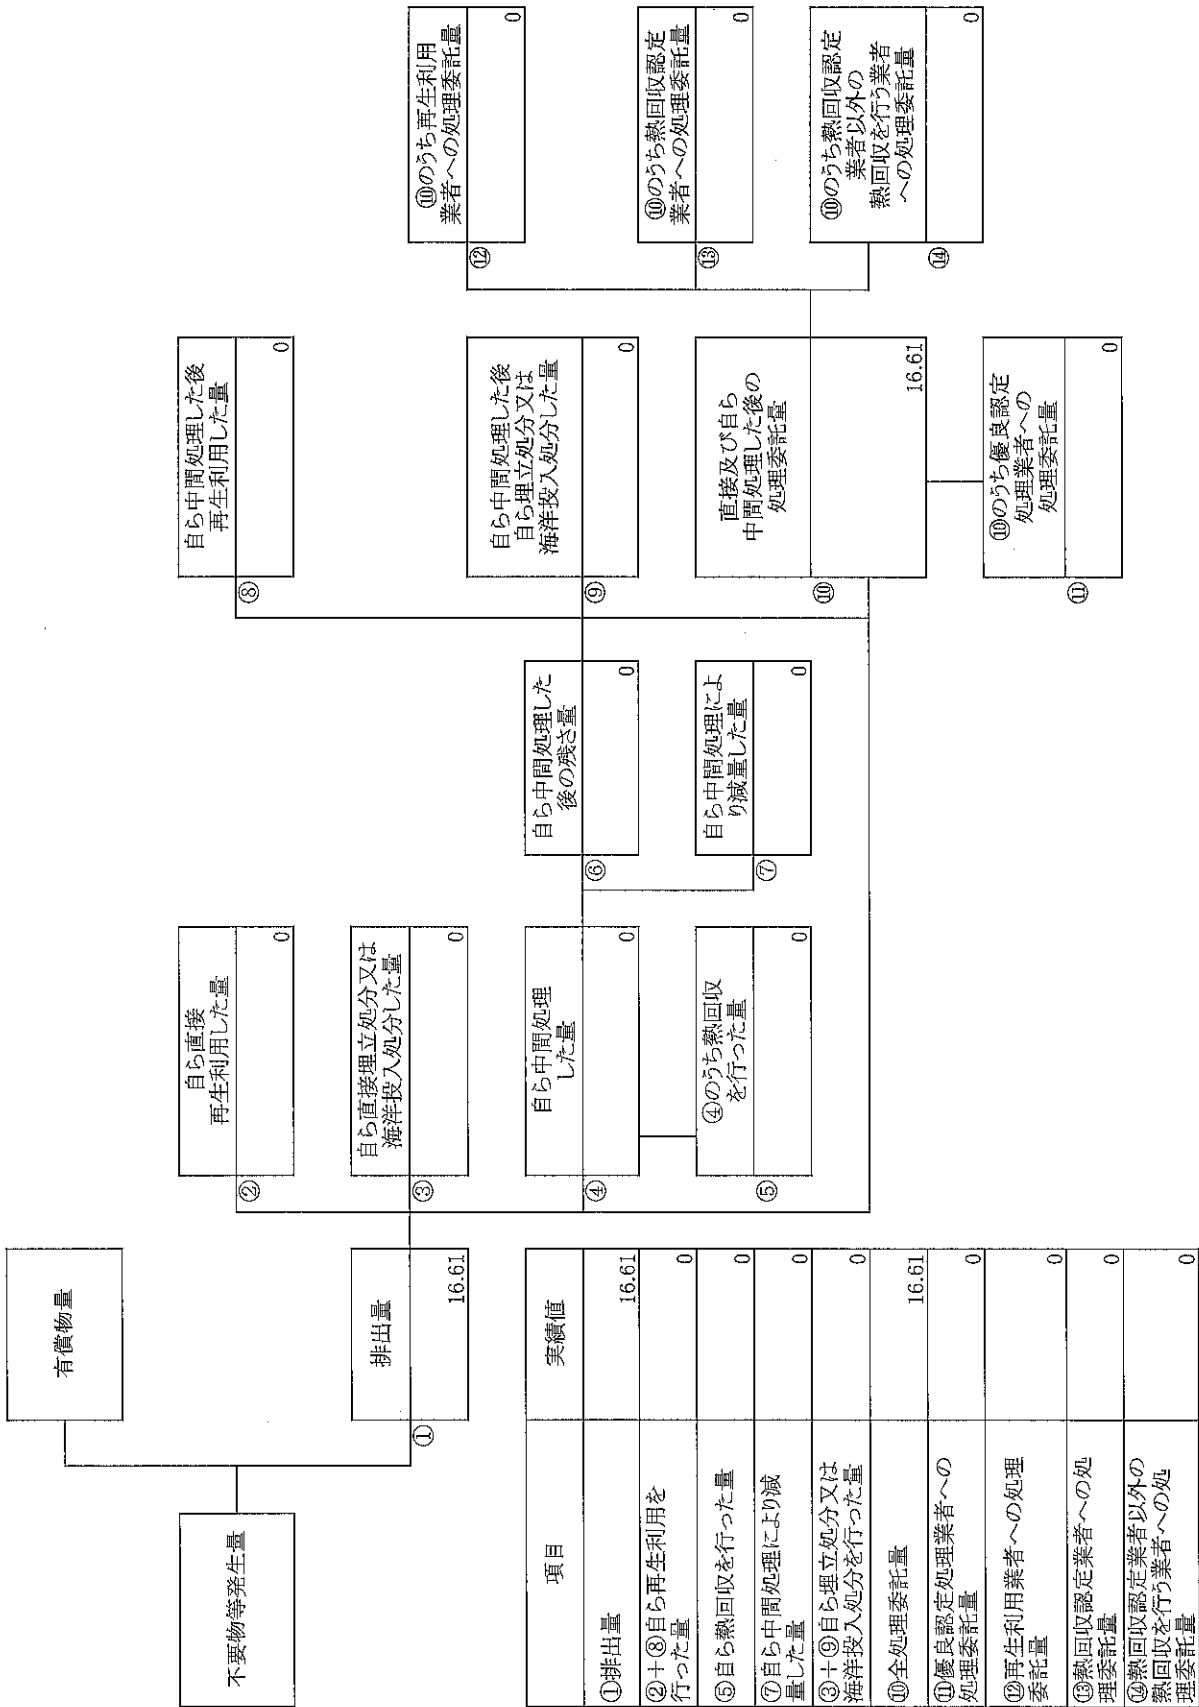 不要物等発生量
有償物量
排出量
①
16.61
自ら直接
再生利用した量
②
0
自ら直接埋立処分又は
海洋投入処分した量
③
0
自ら中間処理
した量
④
0
④のうち熱回収
を行った量
⑤
0
自ら中間処理した
後の残さ量
⑥
0
自ら中間処理によ
り減量した量
⑦
0
自ら中間処理した後
再生利用した量
⑧
0
自ら中間処理した後
自ら埋立処分又は
海洋投入処分した量
⑨
0
直接及び自ら
中間処理した後の
処理委託量
⑩
16.61
⑩のうち優良認定
処理業者への
処理委託量
⑪
0
⑩のうち再生利用
業者への処理委託量
⑫
0
⑩のうち熱回収認定
業者への処理委託量
⑬
0
⑩のうち熱回収認定
業者以外の
熱回収を行う業者
への処理委託量
⑭
0
項目
実績値
①排出量
16.61
②+⑧自ら再生利用を
行った量
0
⑤自ら熱回収を行った量
0
⑦自ら中間処理により減
量した量
0
③+⑨自ら埋立処分又は
海洋投入処分を行った量
0
⑩全処理委託量
16.61
⑪優良認定処理業者への
処理委託量
0
⑫再生利用業者への処理
委託量
0
⑬熱回収認定業者への処
理委託量
0
⑭熱回収認定業者以外の
熱回収を行う業者への処
理委託量
0